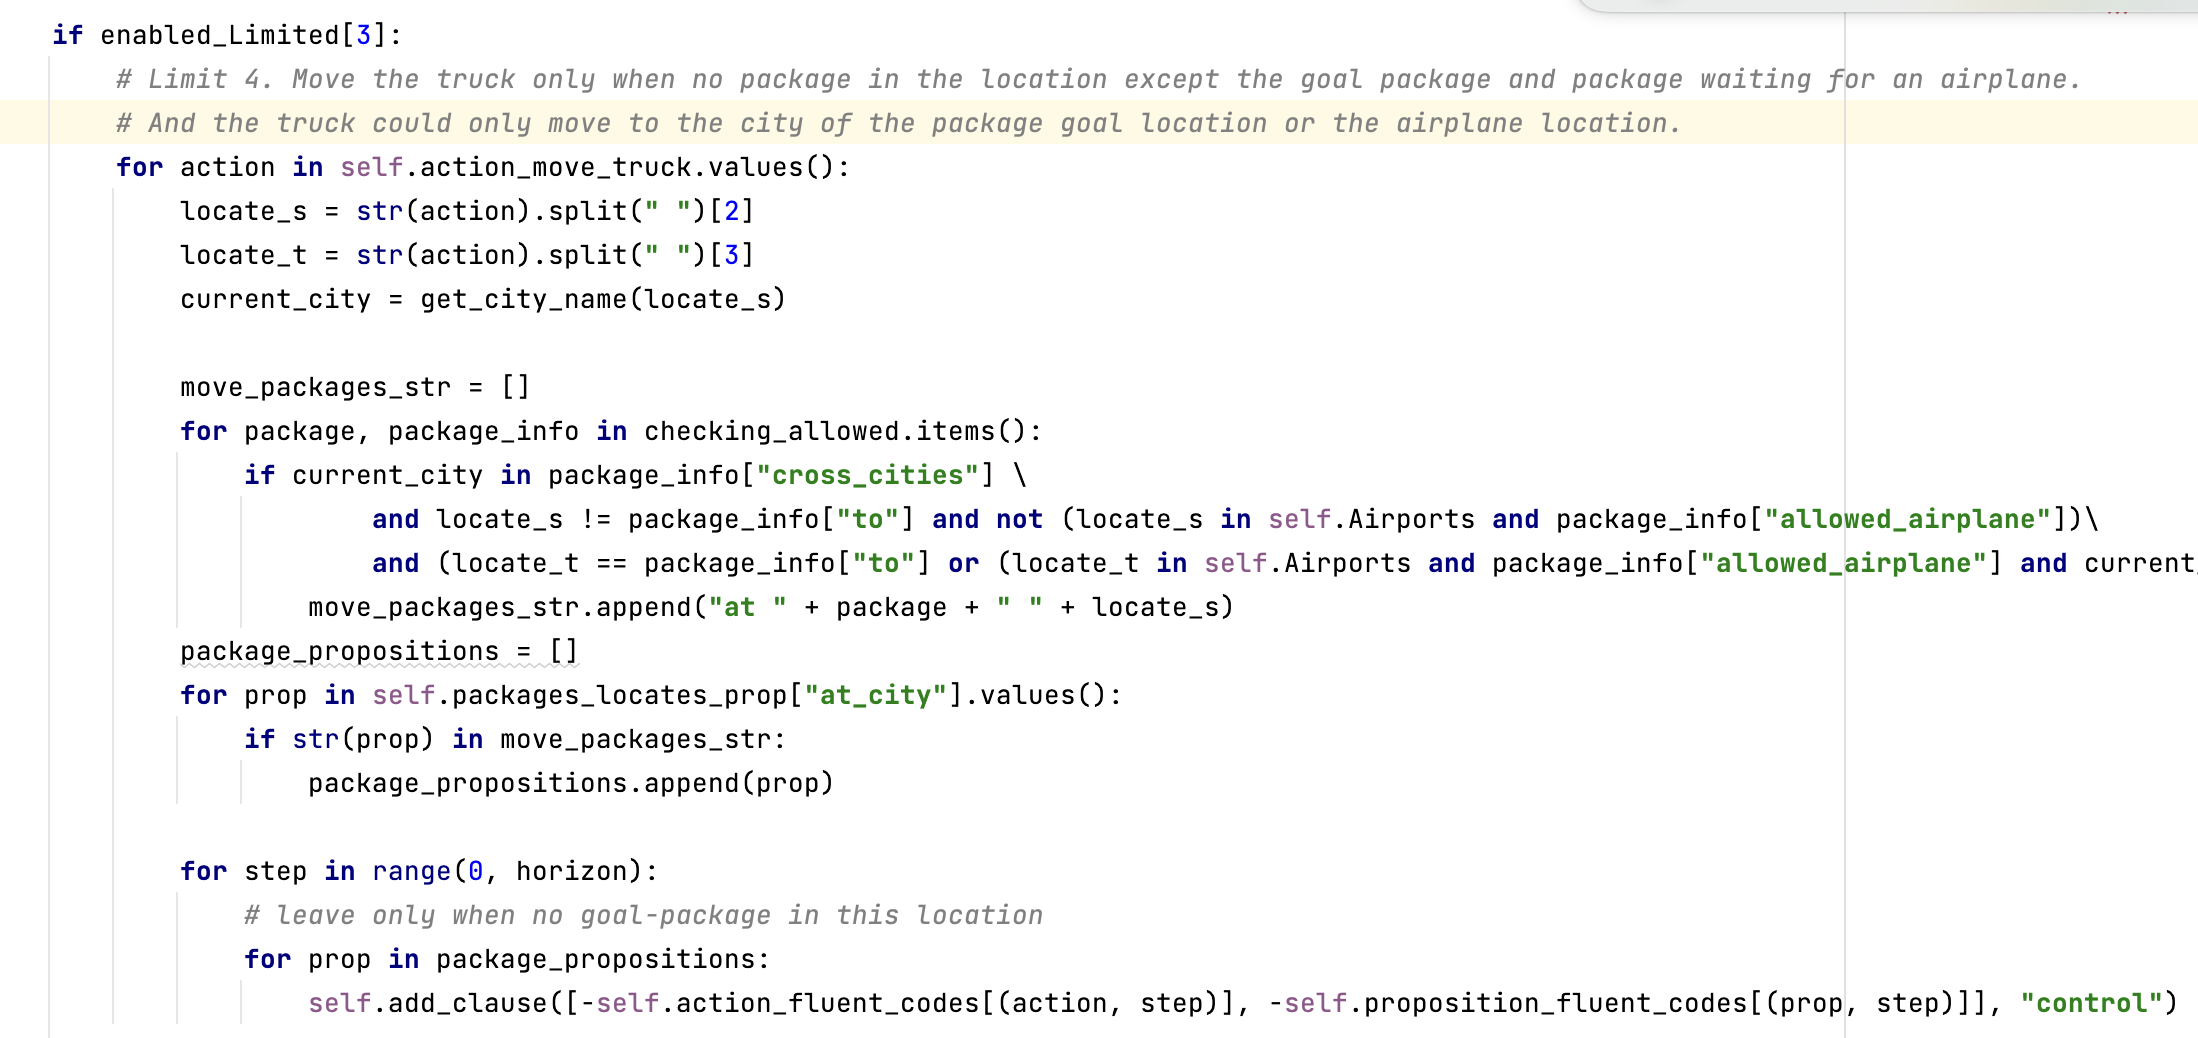 if enabled_Limited[3]:
# Limit 4. Move the truck only when no package in the location except the goal package and package waiting for an airplane.
# And the truck could only move to the city of the package goal location or the airplane location.
for action in self.action_move_truck.values():
locate_s = str(action).split(" ")[2]
locate_t = str(action).split(" ")[3]
current_city = get_city_name(locate_s)
move_packages_str = []
for package, package_info in checking_allowed.items():
if current_city in package_info["cross_cities"] \
and locate_s != package_info["to"] and not (locate_s in self.Airports and package_info["allowed_airplane"])\
and (locate_t == package_info["to"] or (locate_t in self.Airports and package_info["allowed_airplane"] and current
move_packages_str.append("at " + package + " " + locate_s)
package_propositions = []
for prop in self.packages_locates_prop["at_city"].values():
if str(prop) in move_packages_str:
package_propositions.append(prop)
for step in range(0, horizon):
# leave only when no goal-package in this location
for prop in package_propositions:
self.add_clause([-self.action_fluent_codes[(action, step)], -self.proposition_fluent_codes[(prop, step)]], "control")